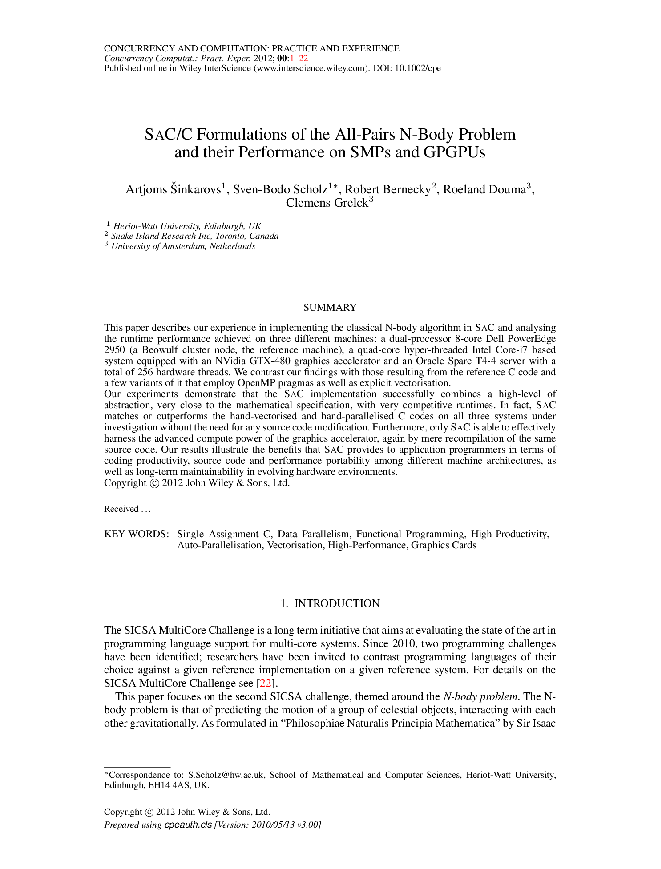 CONCURRENCY AND COMPUTATION: PRACTICE AND EXPERIENCE
Concurrency Computat.: Pract. Exper. 2012; 00:1–22
Published online in Wiley InterScience (www.interscience.wiley.com). DOI: 10.1002/cpe
SAC/C Formulations of the All-Pairs N-Body Problem
and their Performance on SMPs and GPGPUs
Artjoms Šinkarovs¹, Sven-Bodo Scholz¹*, Robert Bernecky², Roeland Douma³,
Clemens Grelck³
¹ Heriot-Watt University, Edinburgh, UK
² Snake Island Research Inc, Toronto, Canada
³ University of Amsterdam, Netherlands
SUMMARY
This paper describes our experience in implementing the classical N-body algorithm in SAC and analysing
the runtime performance achieved on three different machines: a dual-processor 8-core Dell PowerEdge
2950 (a Beowulf cluster node, the reference machine), a quad-core hyper-threaded Intel Core-i7 based
system equipped with an NVidia GTX-480 graphics accelerator and an Oracle Sparc T4-4 server with a
total of 256 hardware threads. We contrast our findings with those resulting from the reference C code and
a few variants of it that employ OpenMP pragmas as well as explicit vectorisation.
Our experiments demonstrate that the SAC implementation successfully combines a high-level of
abstraction, very close to the mathematical specification, with very competitive runtimes. In fact, SAC
matches or outperforms the hand-vectorised and hand-parallelised C codes on all three systems under
investigation without the need for any source code modification. Furthermore, only SAC is able to effectively
harness the advanced compute power of the graphics accelerator, again by mere recompilation of the same
source code. Our results illustrate the benefits that SAC provides to application programmers in terms of
coding productivity, source code and performance portability among different machine architectures, as
well as long-term maintainability in evolving hardware environments.
Copyright © 2012 John Wiley & Sons, Ltd.
Received …
KEY WORDS: Single Assignment C, Data Parallelism, Functional Programming, High Productivity,
Auto-Parallelisation, Vectorisation, High-Performance, Graphics Cards
1. INTRODUCTION
The SICSA MultiCore Challenge is a long term initiative that aims at evaluating the state of the art in
programming language support for multi-core systems. Since 2010, two programming challenges
have been identified; researchers have been invited to contrast programming languages of their
choice against a given reference implementation on a given reference system. For details on the
SICSA MultiCore Challenge see [23].
This paper focuses on the second SICSA challenge, themed around the N-body problem. The N-
body problem is that of predicting the motion of a group of celestial objects, interacting with each
other gravitationally. As formulated in "Philosophiae Naturalis Principia Mathematica" by Sir Isaac
*Correspondence to: S.Scholz@hw.ac.uk, School of Mathematical and Computer Sciences, Heriot-Watt University,
Edinburgh, EH14 4AS, UK.
Copyright © 2012 John Wiley & Sons, Ltd.
Prepared using cpeauth.cls [Version: 2010/05/13 v3.00]